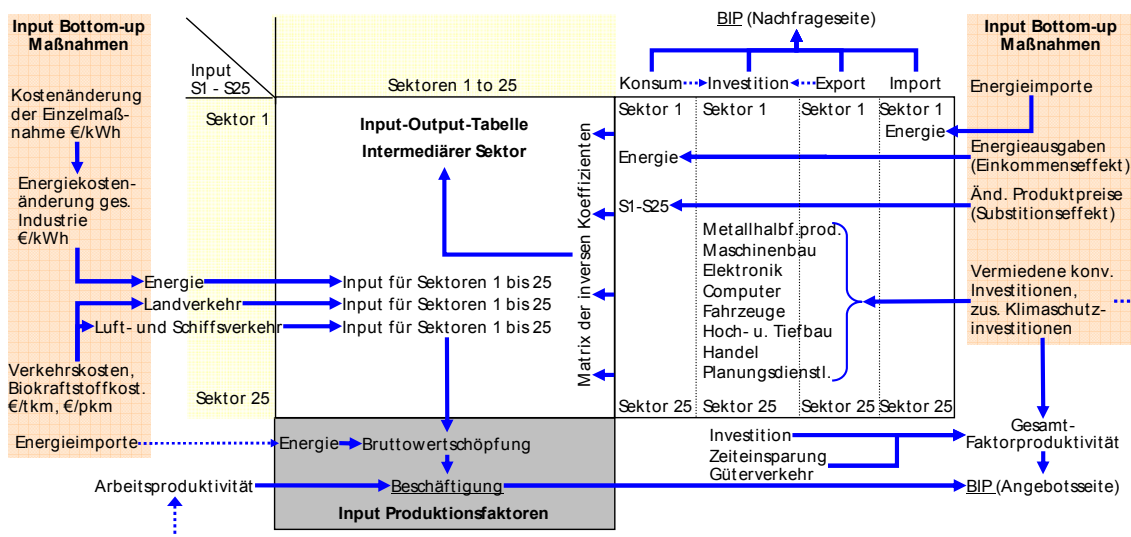 Input Bottom-up
Maßnahmen
Kostenänderung
der Einzelmaß-
nahme €/kWh
Energiekosten-
änderung ges.
Industrie
€/kWh
Verkehrskosten,
Biokraftstoffkost.
€/tkm, €/pkm
Energieimporte
Arbeitsproduktivität
Input
S1 - S25
Sektoren 1 to 25
Sektor 1
Energie
Landverkehr
Luft- und Schiffsverkehr
Sektor 25
Input-Output-Tabelle
Intermediärer Sektor
Input für Sektoren 1 bis 25
Input für Sektoren 1 bis 25
Input für Sektoren 1 bis 25
Matrix der inversen Koeffizienten
Energie
Bruttowertschöpfung
Beschäftigung
Input Produktionsfaktoren
BIP (Nachfrageseite)
Konsum
Investition
Export
Import
Sektor 1
Sektor 1
Sektor 1
Sektor 1
Energie
Energie
S1-S25
Metallhalbf.prod.
Maschinenbau
Elektronik
Computer
Fahrzeuge
Hoch- u. Tiefbau
Handel
Planungsdienstl.
Sektor 25
Sektor 25
Sektor 25
Sektor 25
Investition
Zeiteinsparung
Güterverkehr
Input Bottom-up
Maßnahmen
Energieimporte
Energieausgaben
(Einkommenseffekt)
Änd. Produktpreise
(Substitionseffekt)
Vermiedene konv.
Investitionen,
zus. Klimaschutz-
investitionen
Gesamt-
Faktorproduktivität
BIP (Angebotsseite)